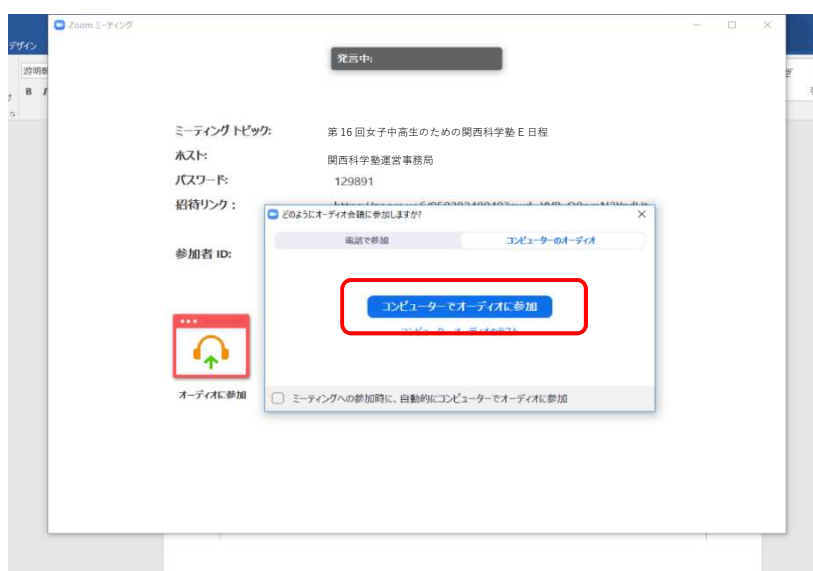 Zoom ミーティング
デザイン
発言中:
B I
ミーティング トピック: 第 16 回女子中高生のための関西科学塾 E 日程
ホスト: 関西科学塾運営事務局
パスワード: 129891
招待リンク：
どのようにオーディオ会議に参加しますか?
電話で参加 コンピューターのオーディオ
参加者 ID:
コンピューターでオーディオに参加
オーディオに参加
ミーティングへの参加時に、自動的にコンピューターでオーディオに参加